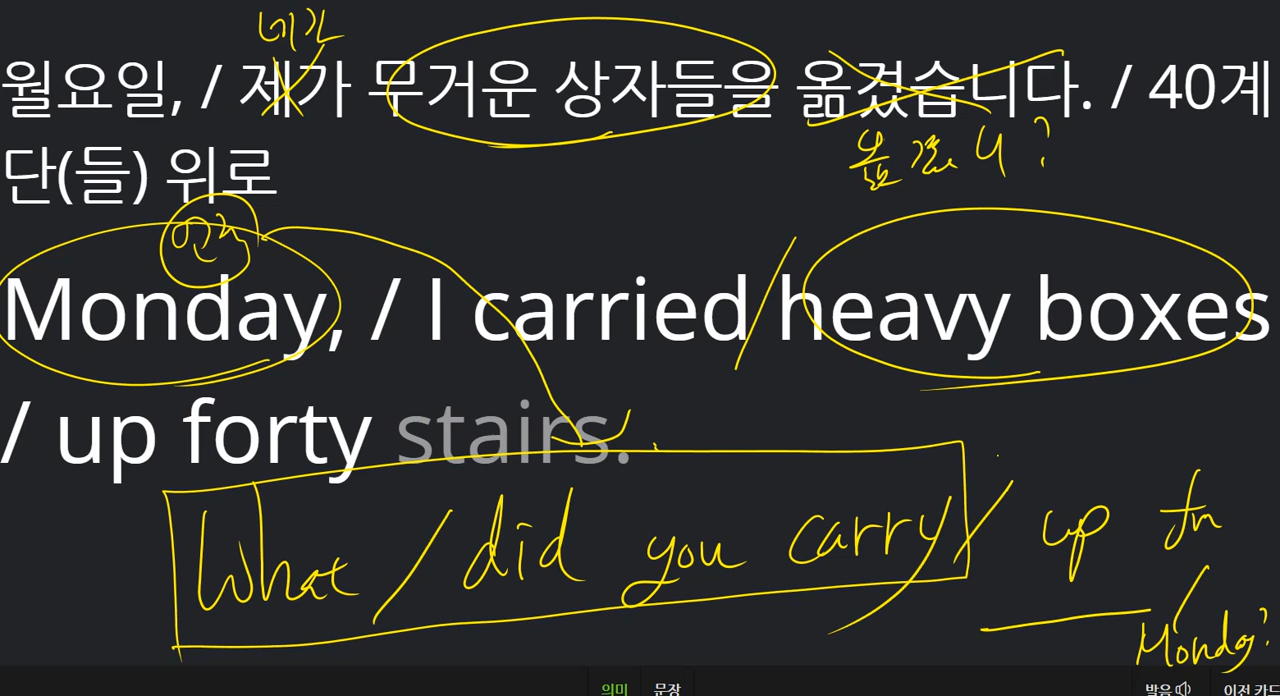 네가
월요일, / 제가 무거운 상자들을 옮겼습니다. / 40계
옮겼니?
단(들) 위로
언제
Monday, / I carried heavy boxes
/ up forty stairs.
What / did you carry / up
Monday?
의미 문장 발음 이전 카드